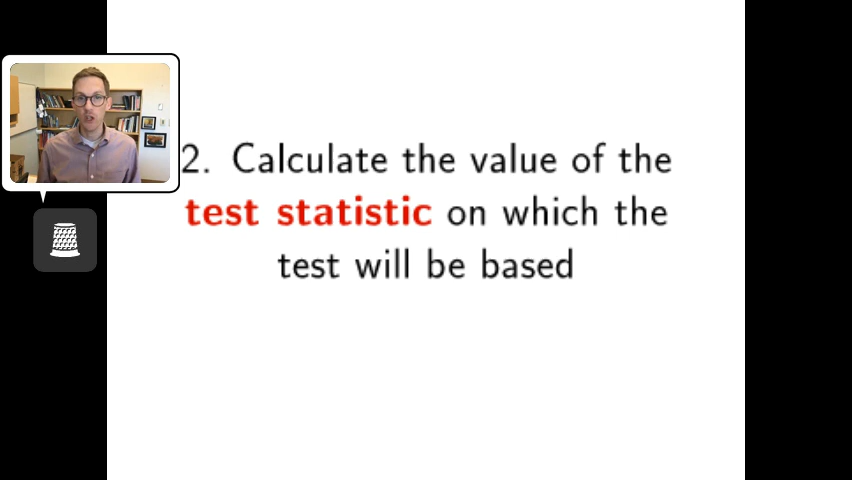 2. Calculate the value of the
test statistic on which the
test will be based